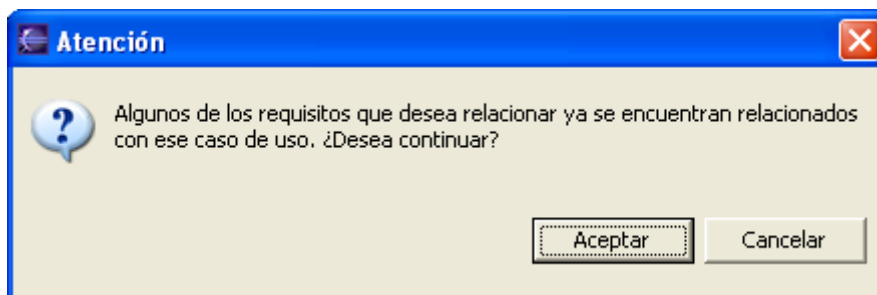 Atención
Algunos de los requisitos que desea relacionar ya se encuentran relacionados
con ese caso de uso. ¿Desea continuar?
Aceptar Cancelar